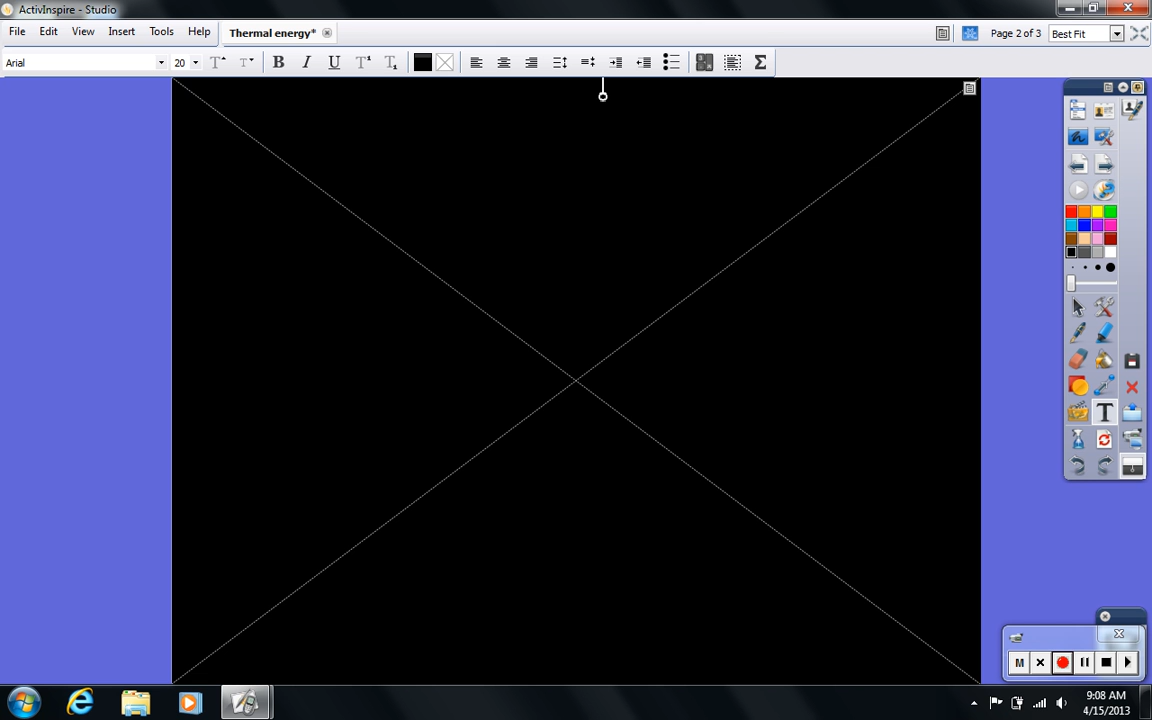 ActivInspire - Studio
File Edit View Insert Tools Help Thermal energy* Page 2 of 3 Best Fit
Arial 20 B I U T T Σ
T
M
9:08 AM
4/15/2013